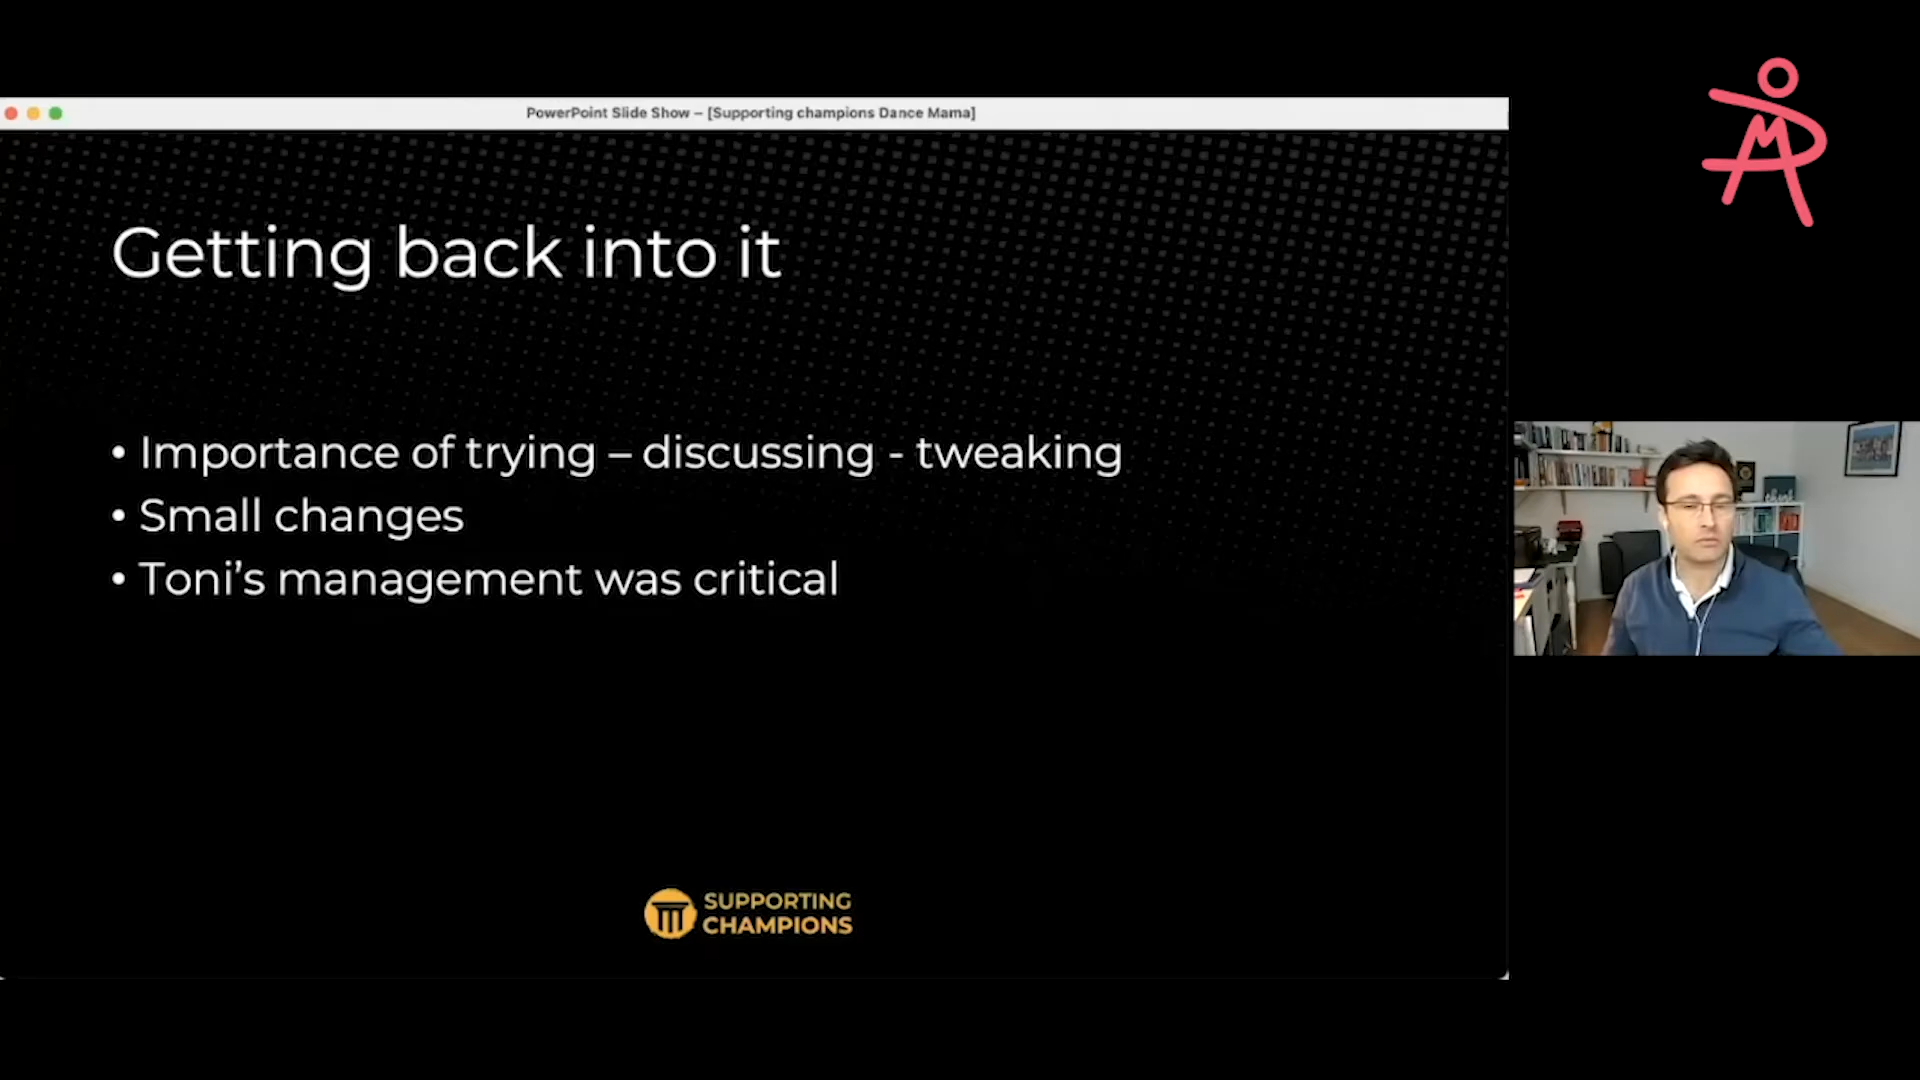 PowerPoint Slide Show – [Supporting champions Dance Mama]
Getting back into it
• Importance of trying – discussing - tweaking
• Small changes
• Toni’s management was critical
SUPPORTING
CHAMPIONS